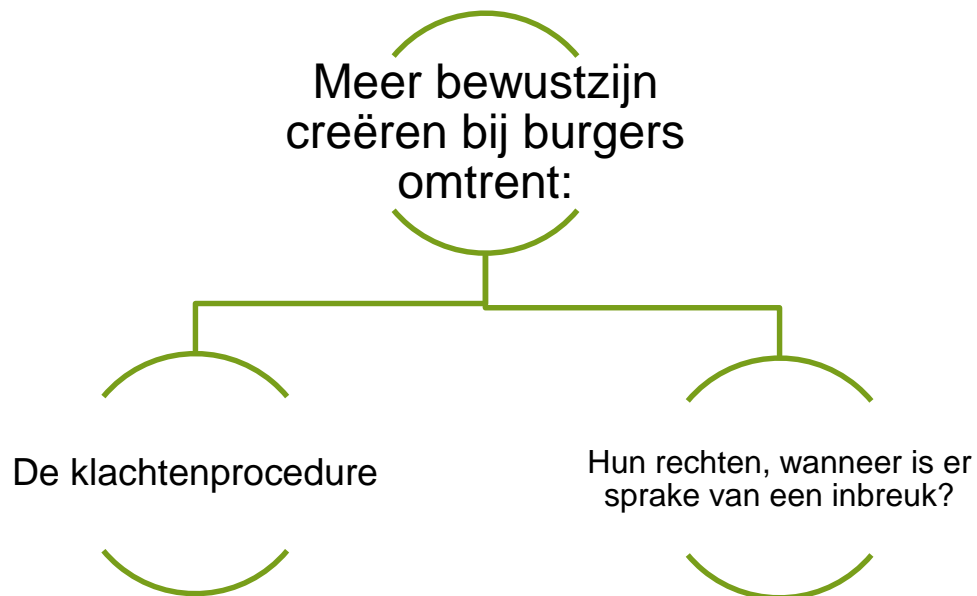 Meer bewustzijn
creëren bij burgers
omtrent:
De klachtenprocedure
Hun rechten, wanneer is er
sprake van een inbreuk?